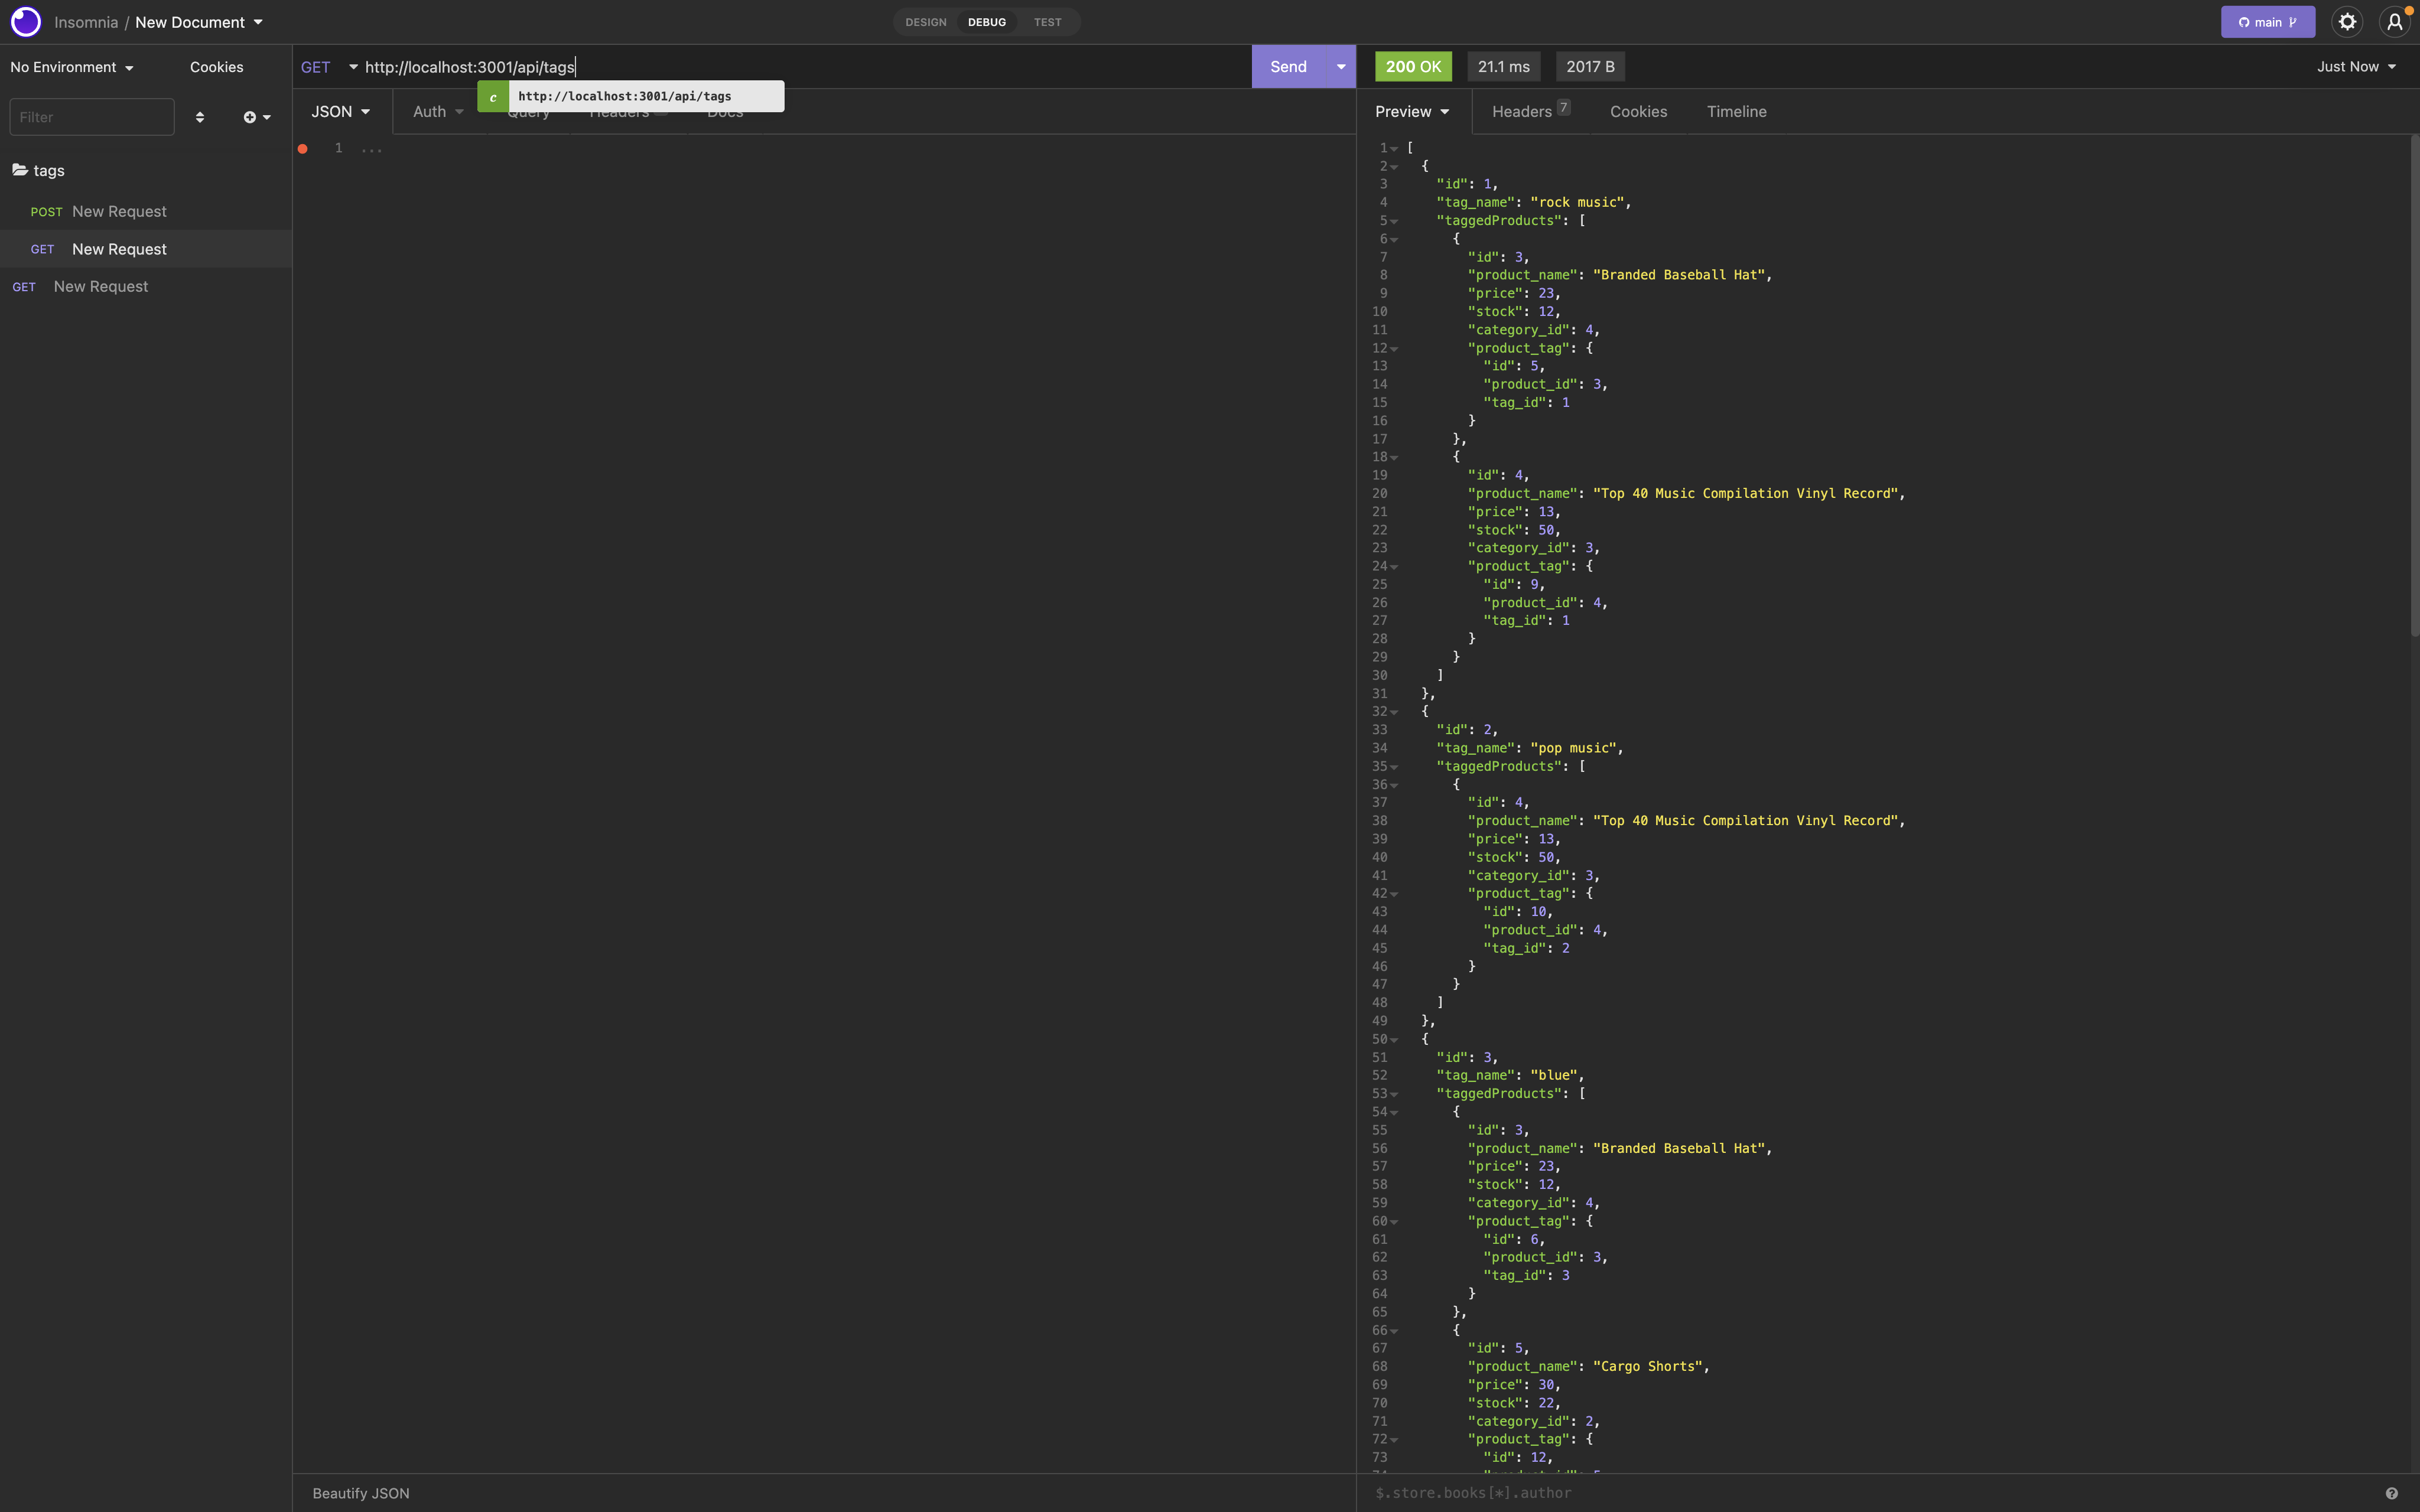 Insomnia / New Document
DESIGN DEBUG TEST
main
No Environment Cookies
GET http://localhost:3001/api/tags
Send
200 OK 21.1 ms 2017 B
Just Now
c http://localhost:3001/api/tags
Filter
JSON Auth Query Headers Docs
Preview Headers 7 Cookies Timeline
tags
POST New Request
GET New Request
GET New Request
1 ...
1 [
2 {
3 "id": 1,
4 "tag_name": "rock music",
5 "taggedProducts": [
6 {
7 "id": 3,
8 "product_name": "Branded Baseball Hat",
9 "price": 23,
10 "stock": 12,
11 "category_id": 4,
12 "product_tag": {
13 "id": 5,
14 "product_id": 3,
15 "tag_id": 1
16 }
17 },
18 {
19 "id": 4,
20 "product_name": "Top 40 Music Compilation Vinyl Record",
21 "price": 13,
22 "stock": 50,
23 "category_id": 3,
24 "product_tag": {
25 "id": 9,
26 "product_id": 4,
27 "tag_id": 1
28 }
29 }
30 ]
31 },
32 {
33 "id": 2,
34 "tag_name": "pop music",
35 "taggedProducts": [
36 {
37 "id": 4,
38 "product_name": "Top 40 Music Compilation Vinyl Record",
39 "price": 13,
40 "stock": 50,
41 "category_id": 3,
42 "product_tag": {
43 "id": 10,
44 "product_id": 4,
45 "tag_id": 2
46 }
47 }
48 ]
49 },
50 {
51 "id": 3,
52 "tag_name": "blue",
53 "taggedProducts": [
54 {
55 "id": 3,
56 "product_name": "Branded Baseball Hat",
57 "price": 23,
58 "stock": 12,
59 "category_id": 4,
60 "product_tag": {
61 "id": 6,
62 "product_id": 3,
63 "tag_id": 3
64 }
65 },
66 {
67 "id": 5,
68 "product_name": "Cargo Shorts",
69 "price": 30,
70 "stock": 22,
71 "category_id": 2,
72 "product_tag": {
73 "id": 12,
Beautify JSON
$.store.books[*].author